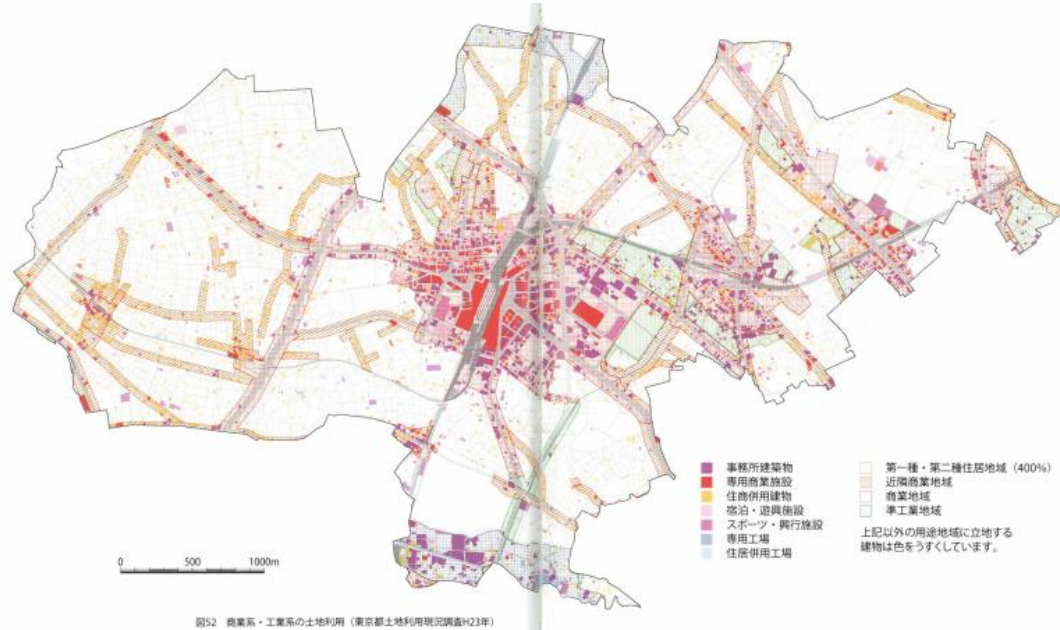 事務所建築物
専用商業施設
住商併用建物
宿泊・遊興施設
スポーツ・興行施設
専用工場
住居併用工場
第一種・第二種住居地域（400%）
近隣商業地域
商業地域
準工業地域
上記以外の用途地域に立地する
建物は色をうすくしています。
0 500 1000m
図52 商業系・工業系の土地利用（東京都土地利用現況調査H23年）